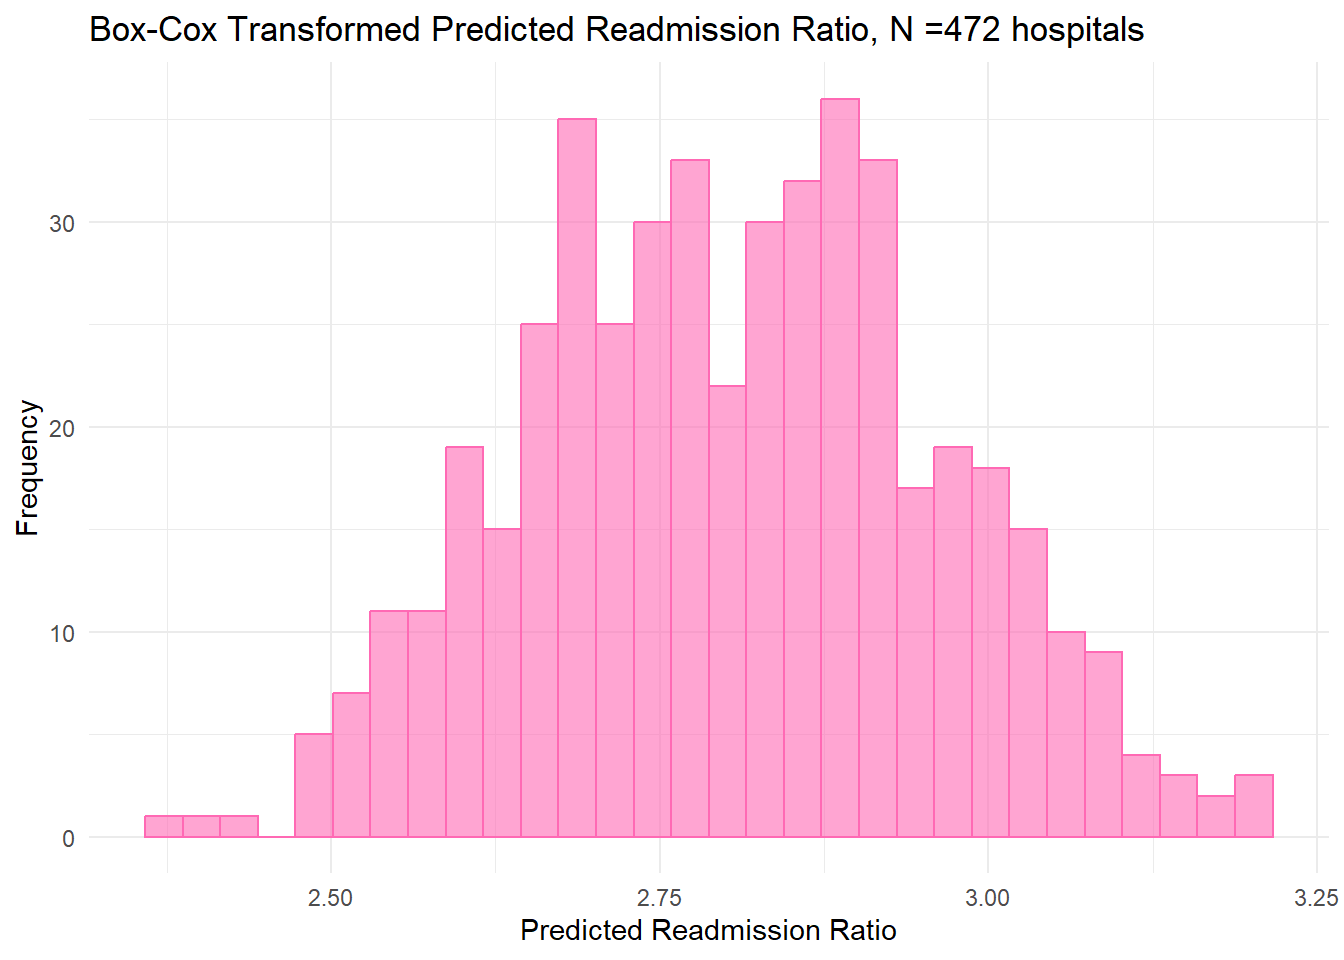 Box-Cox Transformed Predicted Readmission Ratio, N =472 hospitals
Frequency
30
20
10
0
2.50 2.75 3.00 3.25
Predicted Readmission Ratio